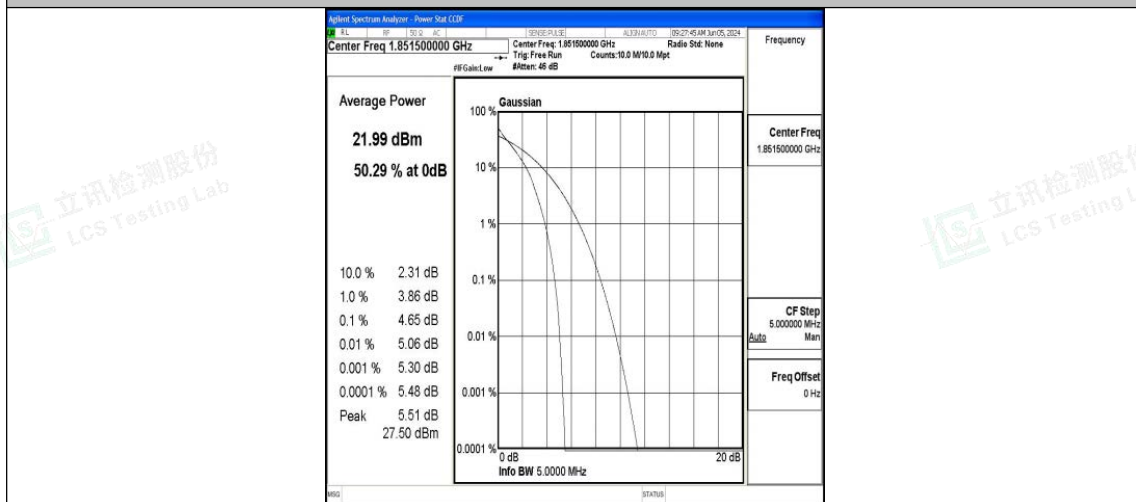 Agilent Spectrum Analyzer - Power Stat CCDF
RL RF 50 Ω AC SENSE:PULSE ALIGNAUTO 09:27:45 AM Jun 05, 2024
Center Freq 1.851500000 GHz
Center Freq: 1.851500000 GHz Radio Std: None
Trig: Free Run Counts:10.0 M/10.0 Mpt
#IFGain:Low #Atten: 46 dB
Frequency
Average Power
21.99 dBm
50.29 % at 0dB
10.0 % 2.31 dB
1.0 % 3.86 dB
0.1 % 4.65 dB
0.01 % 5.06 dB
0.001 % 5.30 dB
0.0001 % 5.48 dB
Peak 5.51 dB
27.50 dBm
Gaussian
100 %
10 %
1 %
0.1 %
0.01 %
0.001 %
0.0001 %
0 dB 20 dB
Info BW 5.0000 MHz
Center Freq
1.851500000 GHz
CF Step
5.000000 MHz
Auto Man
Freq Offset
0 Hz
MSG STATUS
立讯检测股份
LCS Testing Lab
立讯检测股份
LCS Testing L